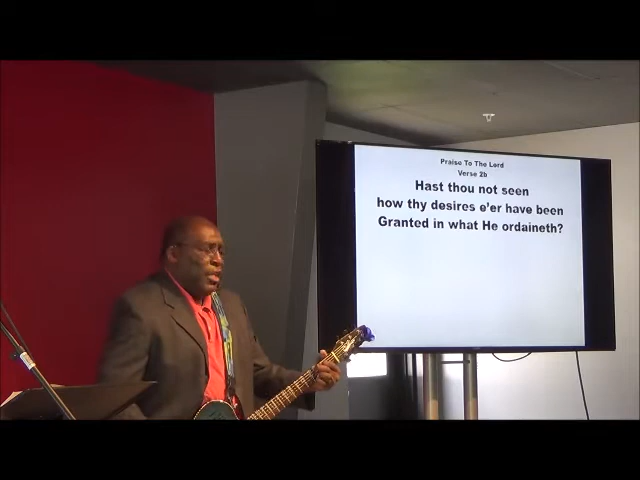 Praise To The Lord
Verse 2b
Hast thou not seen
how thy desires e'er have been
Granted in what He ordaineth?